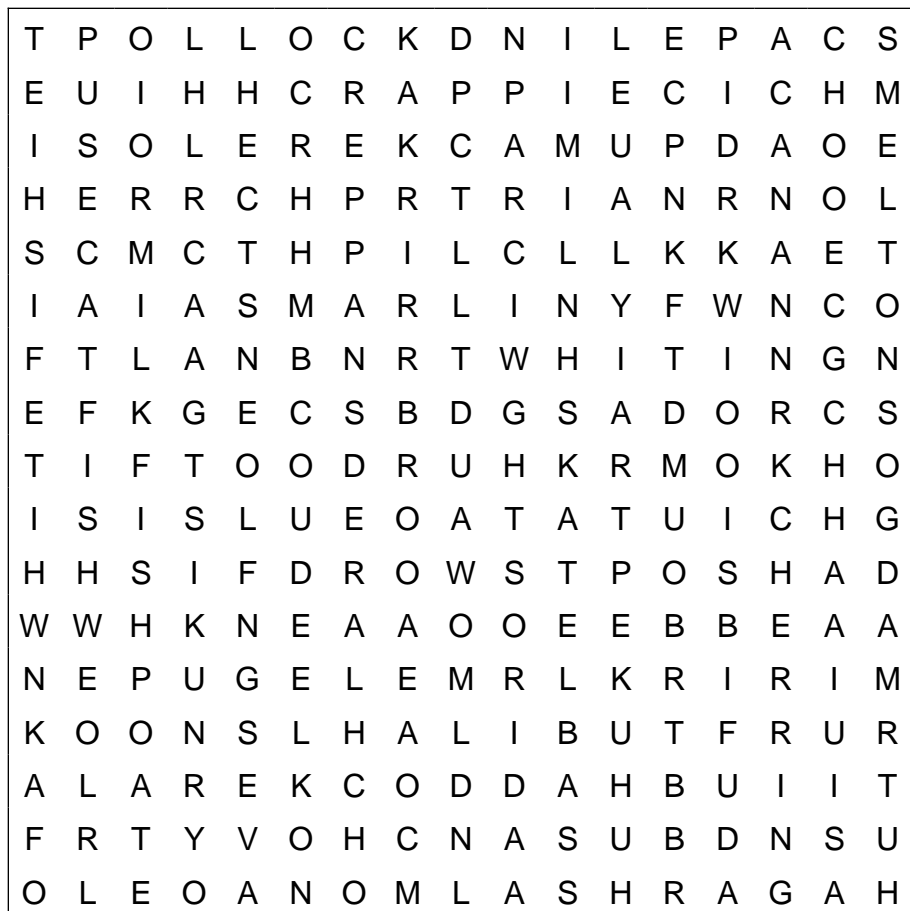 T P O L L O C K D N I L E P A C S
E U I H H C R A P P I E C I C H M
I S O L E R E K C A M U P D A O E
H E R R C H P R T R I A N R N O L
S C M C T H P I L C L L K K A E T
I A I A S M A R L I N Y F W N C O
F T L A N B N R T W H I T I N G N
E F K G E C S B D G S A D O R C S
T I F T O O D R U H K R M O K H O
I S I S L U E O A T A T U I C H G
H H S I F D R O W S T P O S H A D
W W H K N E A A O O E E B B E A A
N E P U G E L E M R L K R I R I M
K O O N S L H A L I B U T F R U R
A L A R E K C O D D A H B U I I T
F R T Y V O H C N A S U B D N S U
O L E O A N O M L A S H R A G A H